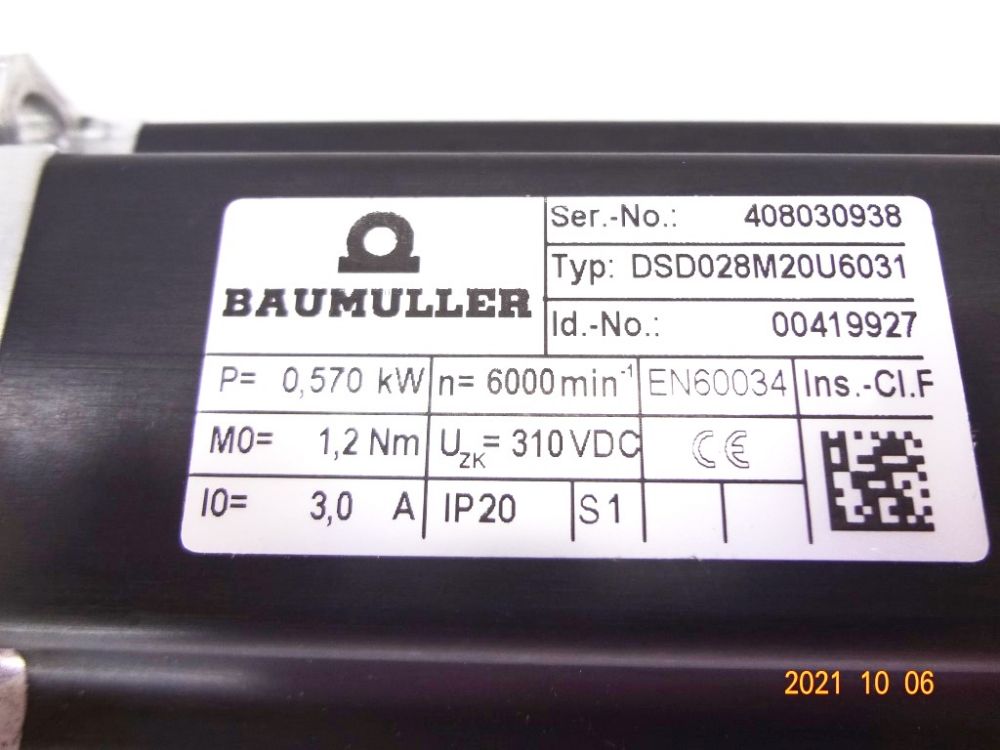 BAUMULLER
Ser.-No.: 408030938
Typ: DSD028M20U6031
Id.-No.: 00419927
P= 0,570 kW n= 6000 min⁻¹ EN60034 Ins.-Cl.F
M0= 1,2 Nm U_ZK= 310 VDC CE
I0= 3,0 A IP20 S1
2021 10 06